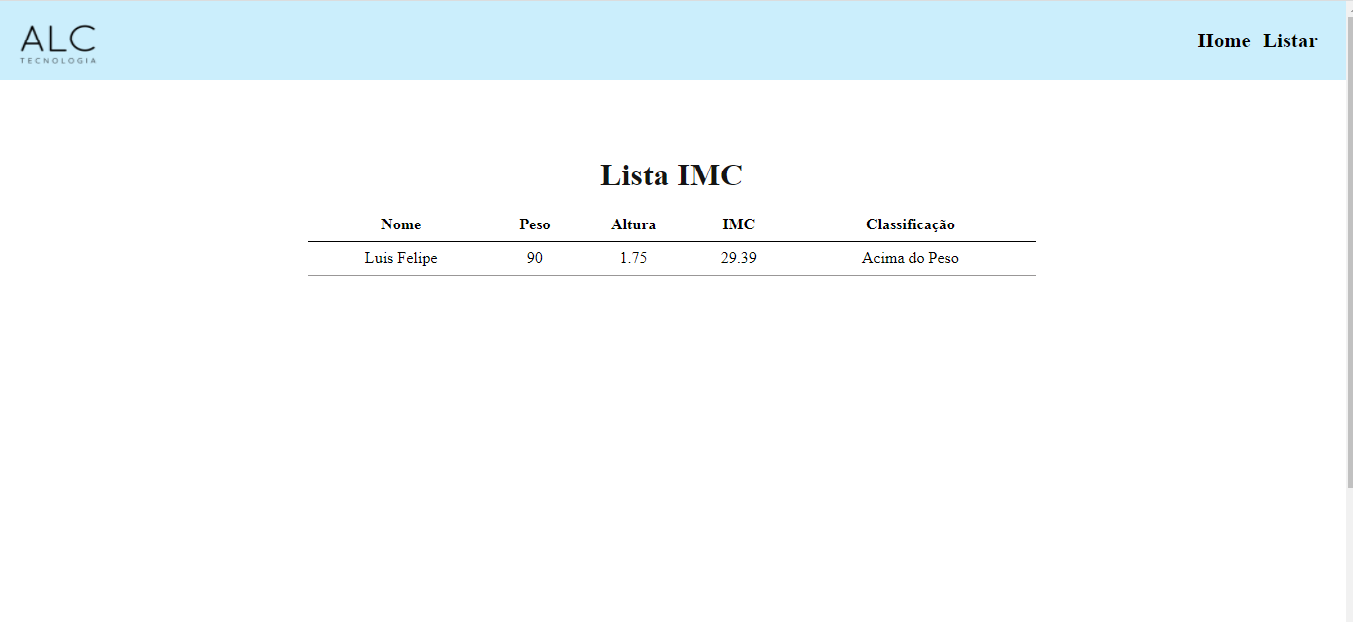 ALC
TECNOLOGIA
Home Listar
Lista IMC
Nome Peso Altura IMC Classificação
Luis Felipe 90 1.75 29.39 Acima do Peso